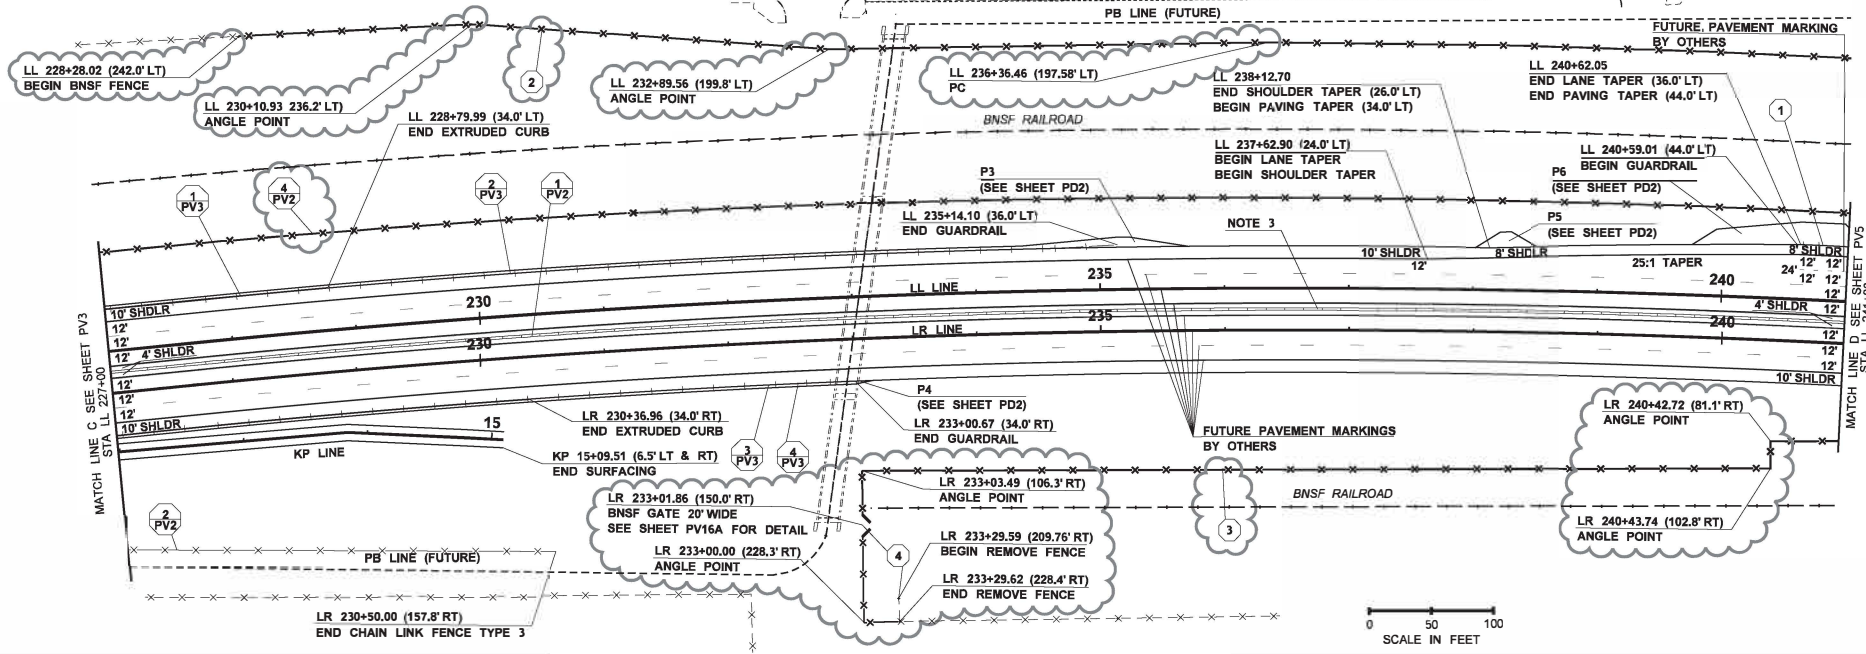 PB LINE (FUTURE)
FUTURE, PAVEMENT MARKING
BY OTHERS
LL 228+28.02 (242.0' LT)
BEGIN BNSF FENCE
LL 230+10.93 236.2' LT)
ANGLE POINT
2
LL 232+89.56 (199.8' LT)
ANGLE POINT
LL 236+36.46 (197.58' LT)
PC
LL 238+12.70
END SHOULDER TAPER (26.0' LT)
BEGIN PAVING TAPER (34.0' LT)
LL 240+62.05
END LANE TAPER (36.0' LT)
END PAVING TAPER (44.0' LT)
1
LL 228+79.99 (34.0' LT)
END EXTRUDED CURB
BNSF RAILROAD
LL 237+62.90 (24.0' LT)
BEGIN LANE TAPER
BEGIN SHOULDER TAPER
LL 240+59.01 (44.0' LT)
BEGIN GUARDRAIL
1
PV3
4
PV2
2
PV3
1
PV2
P3
(SEE SHEET PD2)
P6
(SEE SHEET PD2)
LL 235+14.10 (36.0' LT)
END GUARDRAIL
NOTE 3
P5
(SEE SHEET PD2)
10' SHLDR
12'
8' SHDLR
25:1 TAPER
8' SHLDR
12' 12'
24' 12' 12'
12'
10' SHDLR
12'
12'
12' 4' SHLDR
12'
12'
12'
10' SHLDR
230
LL LINE
235
240
4' SHLDR
12'
230
LR LINE
235
240
12'
12'
10' SHLDR
MATCH LINE C SEE SHEET PV3
STA LL 227+00
MATCH LINE D SEE SHEET PV5
KP LINE
15
LR 230+36.96 (34.0' RT)
END EXTRUDED CURB
KP 15+09.51 (6.5' LT & RT)
END SURFACING
3
PV3
4
PV3
P4
(SEE SHEET PD2)
LR 233+00.67 (34.0' RT)
END GUARDRAIL
FUTURE PAVEMENT MARKINGS
BY OTHERS
LR 240+42.72 (81.1' RT)
ANGLE POINT
LR 233+01.86 (150.0' RT)
BNSF GATE 20' WIDE
SEE SHEET PV16A FOR DETAIL
LR 233+03.49 (106.3' RT)
ANGLE POINT
BNSF RAILROAD
3
LR 240+43.74 (102.8' RT)
ANGLE POINT
2
PV2
PB LINE (FUTURE)
LR 233+00.00 (228.3' RT)
ANGLE POINT
4
LR 233+29.59 (209.76' RT)
BEGIN REMOVE FENCE
LR 233+29.62 (228.4' RT)
END REMOVE FENCE
LR 230+50.00 (157.8' RT)
END CHAIN LINK FENCE TYPE 3
0 50 100
SCALE IN FEET